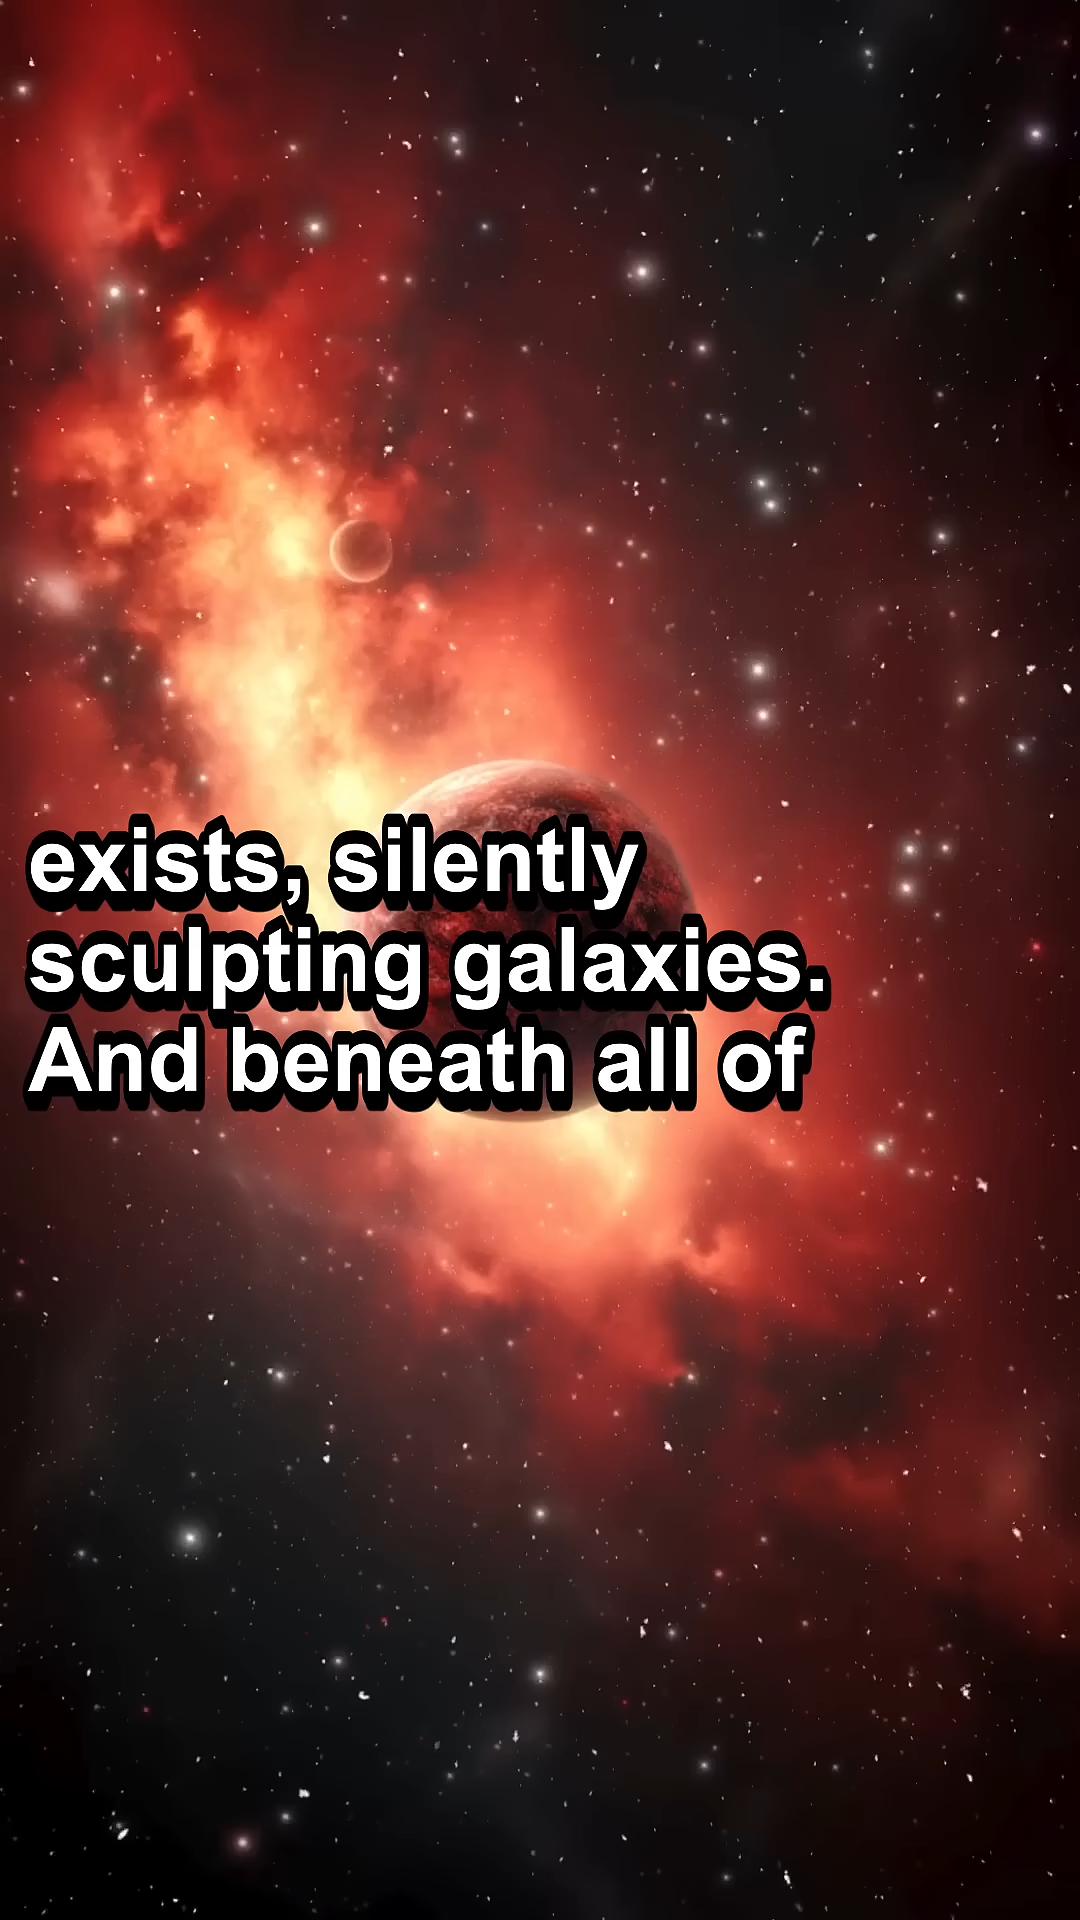 exists, silently
sculpting galaxies.
And beneath all of